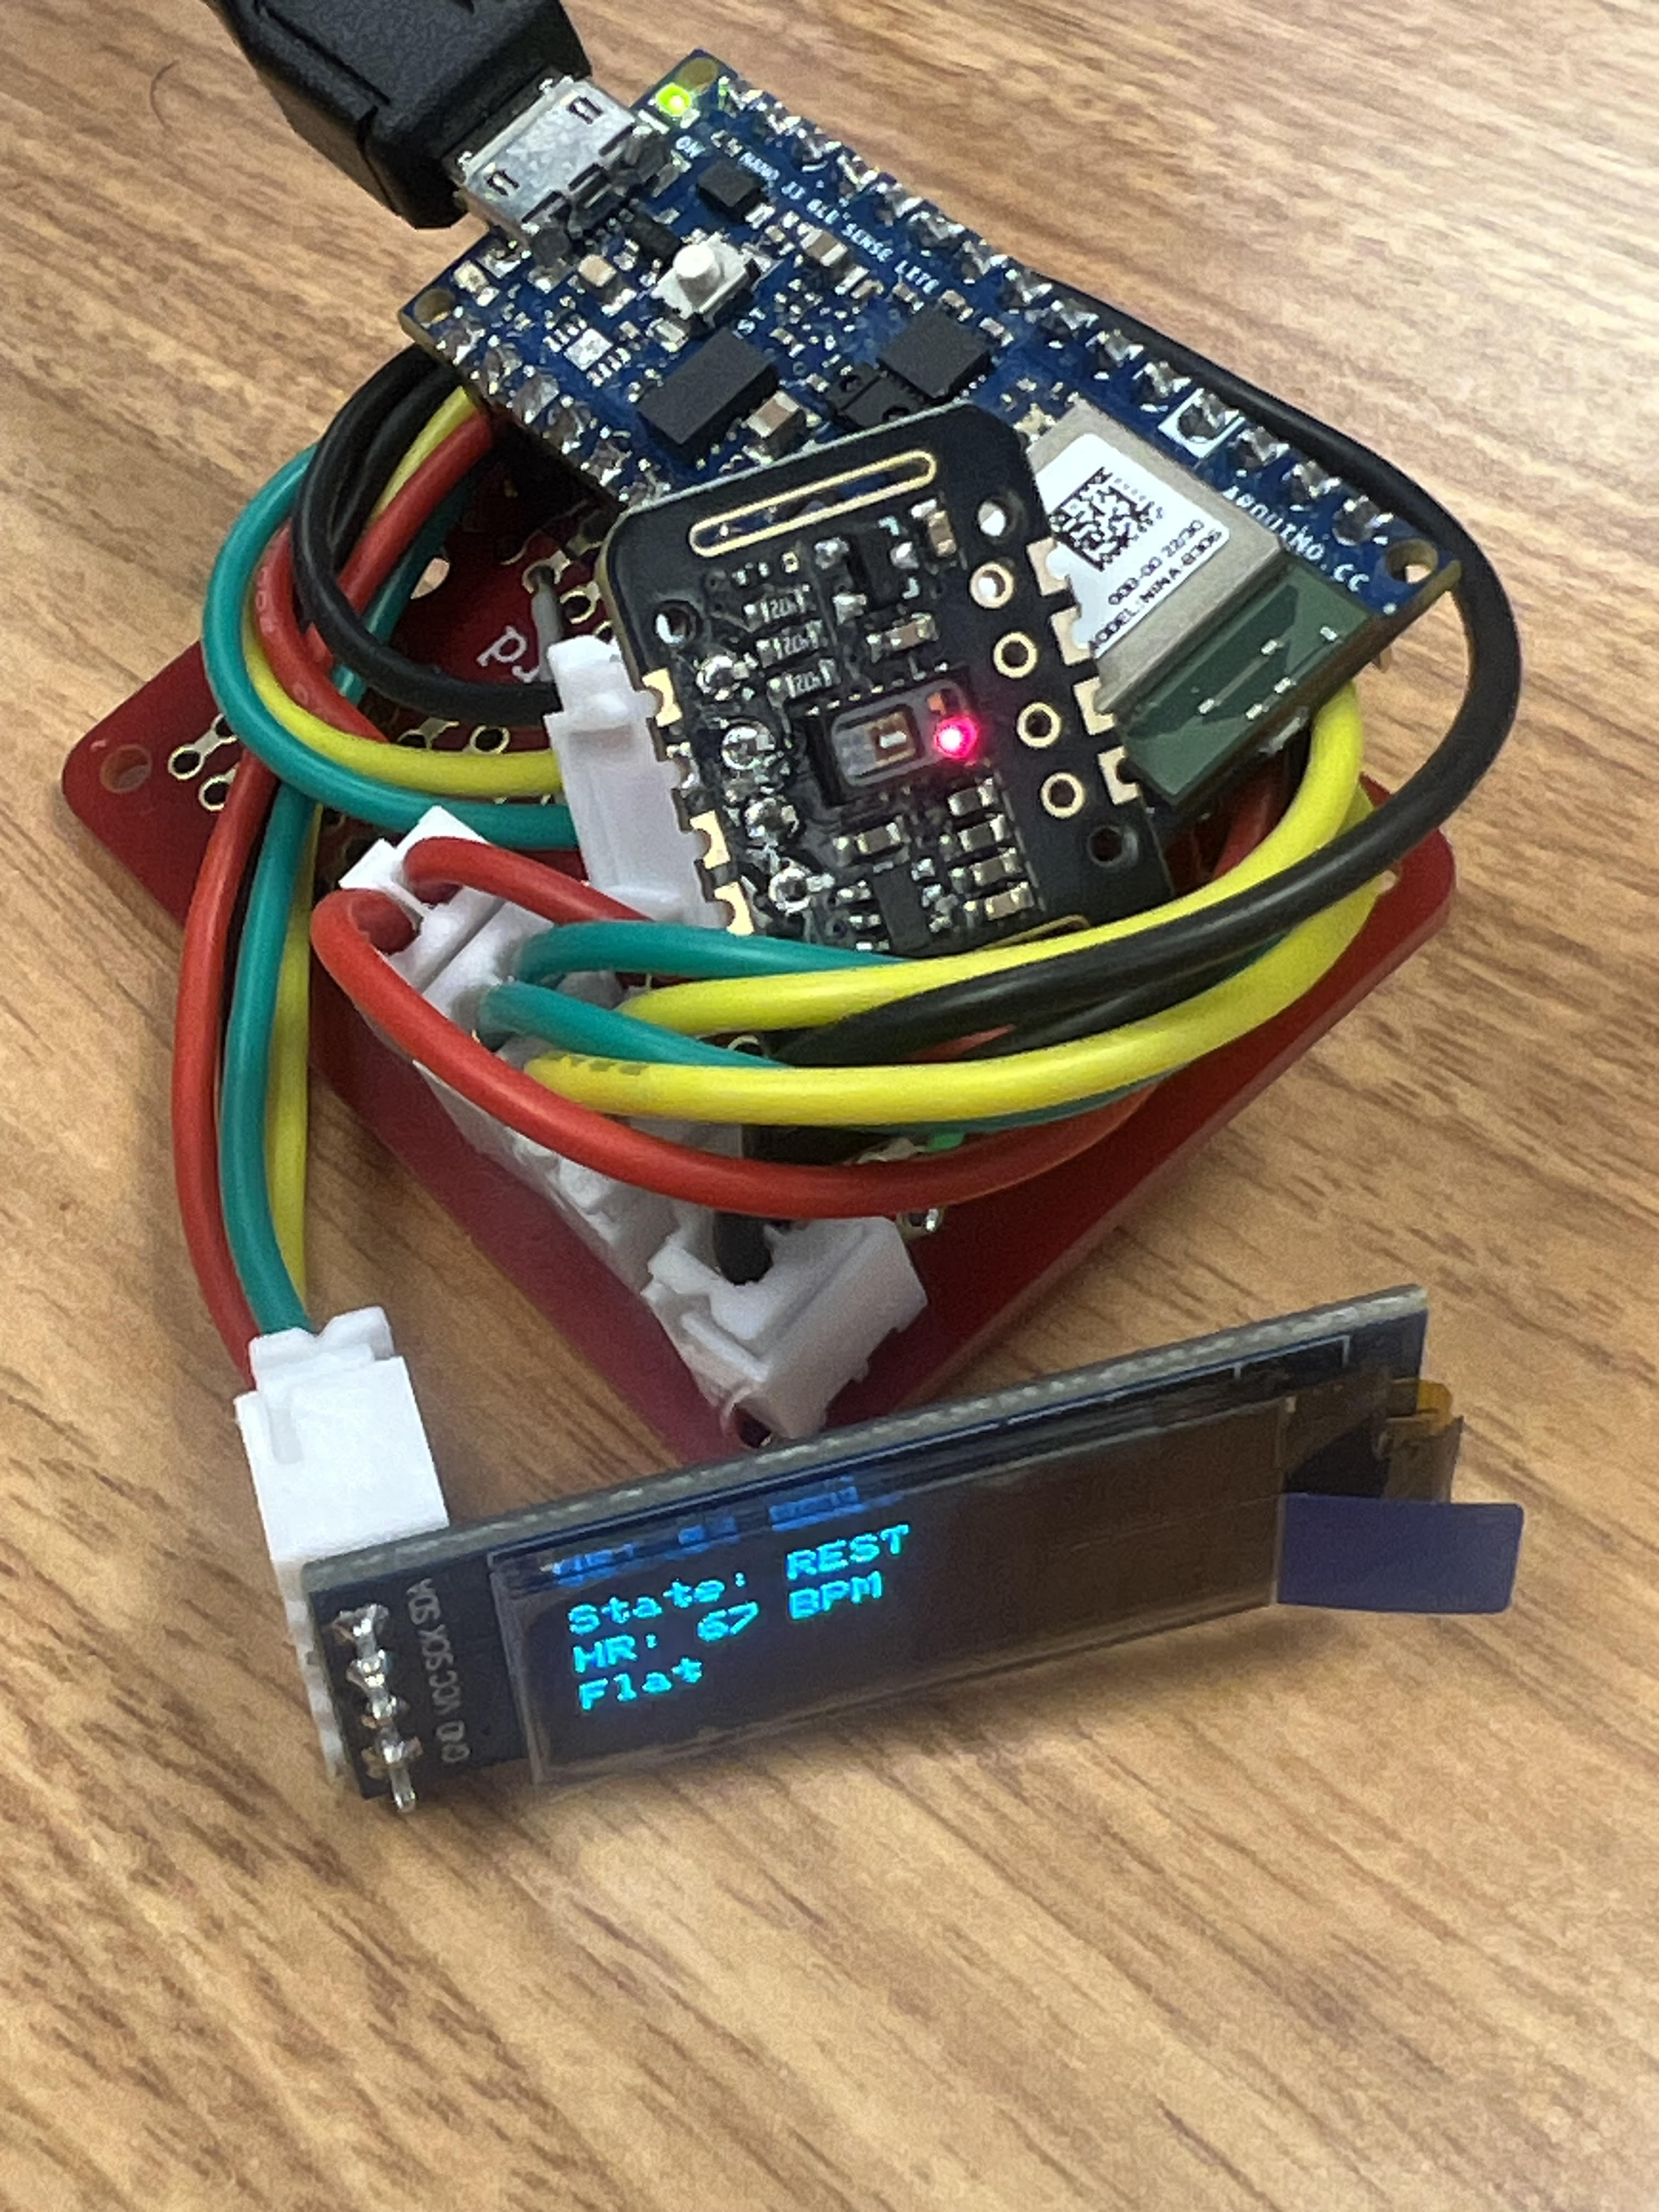 ON
NANO 33 BLE SENSE LITE
ARDUINO.CC
MODEL: NINA-B306
State: REST
HR: 67 BPM
Flat
GND VCC SCK SDA